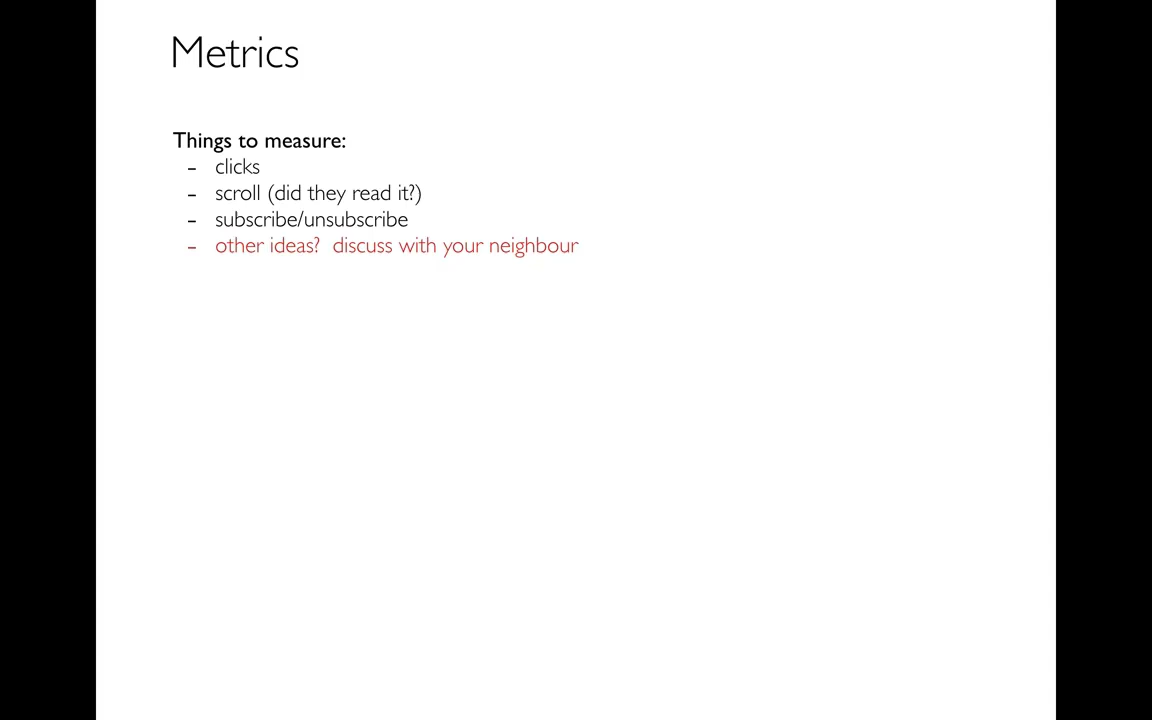 Metrics
Things to measure:
- clicks
- scroll (did they read it?)
- subscribe/unsubscribe
- other ideas?  discuss with your neighbour